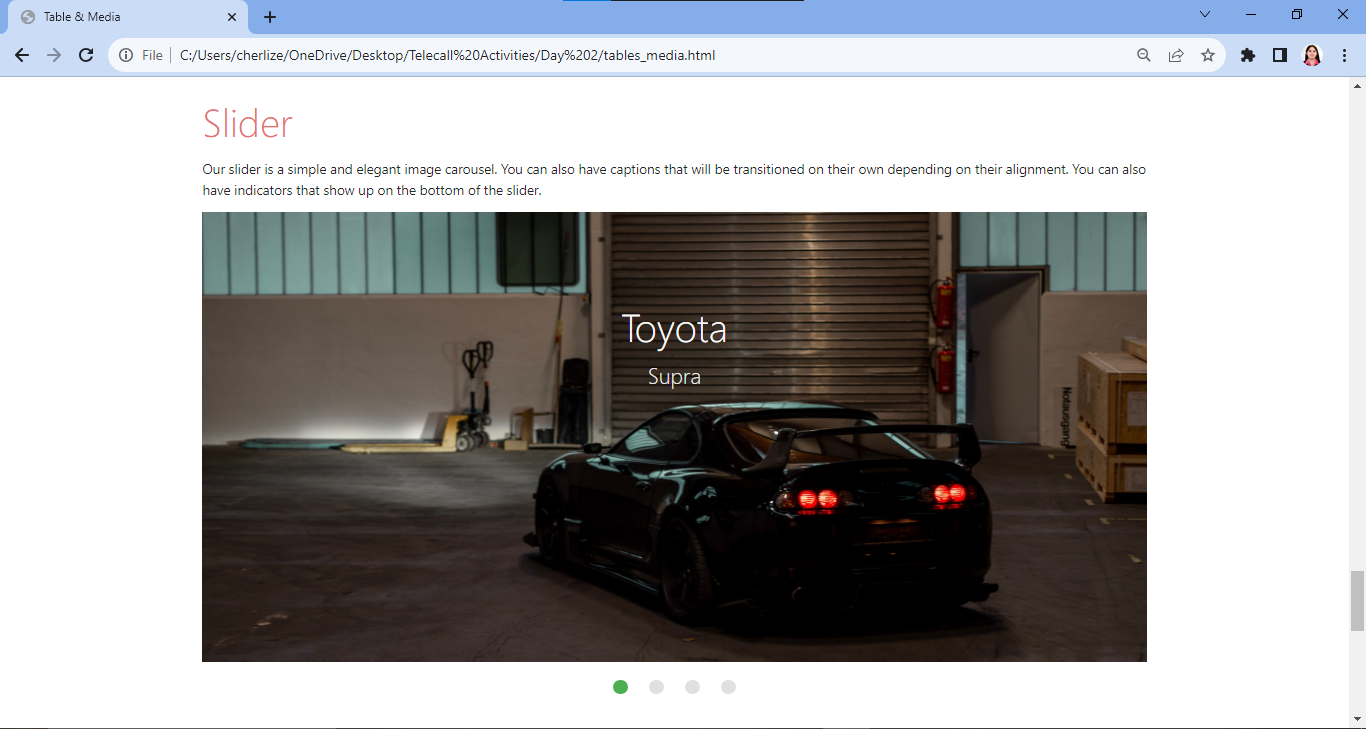 Table & Media
File
C:/Users/cherlize/OneDrive/Desktop/Telecall%20Activities/Day%202/tables_media.html
Slider
Our slider is a simple and elegant image carousel. You can also have captions that will be transitioned on their own depending on their alignment. You can also
have indicators that show up on the bottom of the slider.
Toyota
Supra
Notausgang